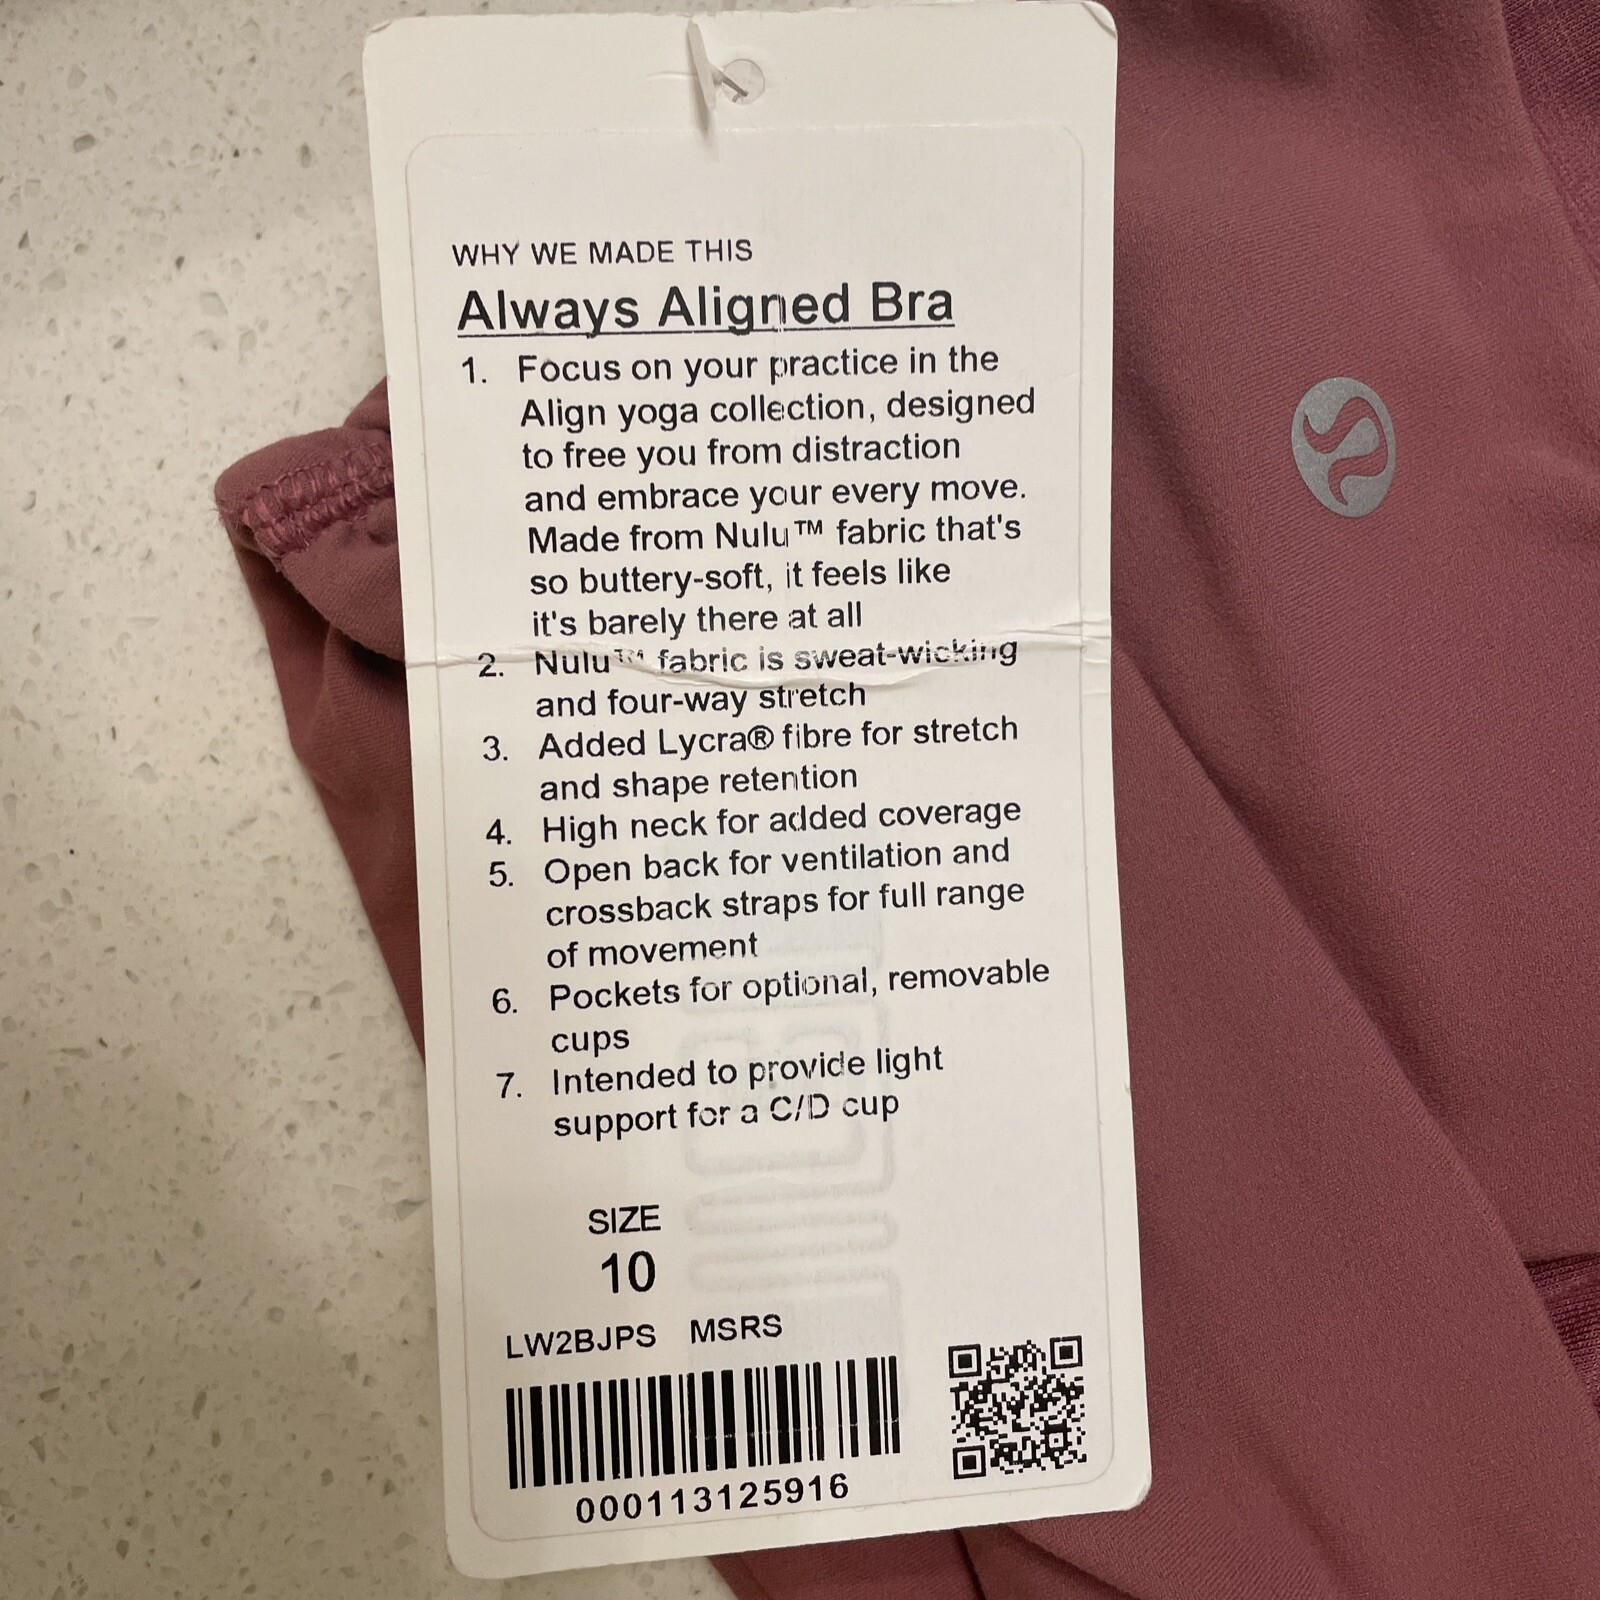 WHY WE MADE THIS
Always Aligned Bra
1. Focus on your practice in the
Align yoga collection, designed
to free you from distraction
and embrace your every move.
Made from Nulu™ fabric that's
so buttery-soft, it feels like
it's barely there at all
2. Nulu™ fabric is sweat-wicking
and four-way stretch
3. Added Lycra® fibre for stretch
and shape retention
4. High neck for added coverage
5. Open back for ventilation and
crossback straps for full range
of movement
6. Pockets for optional, removable
cups
7. Intended to provide light
support for a C/D cup
SIZE
10
LW2BJPS MSRS
000113125916